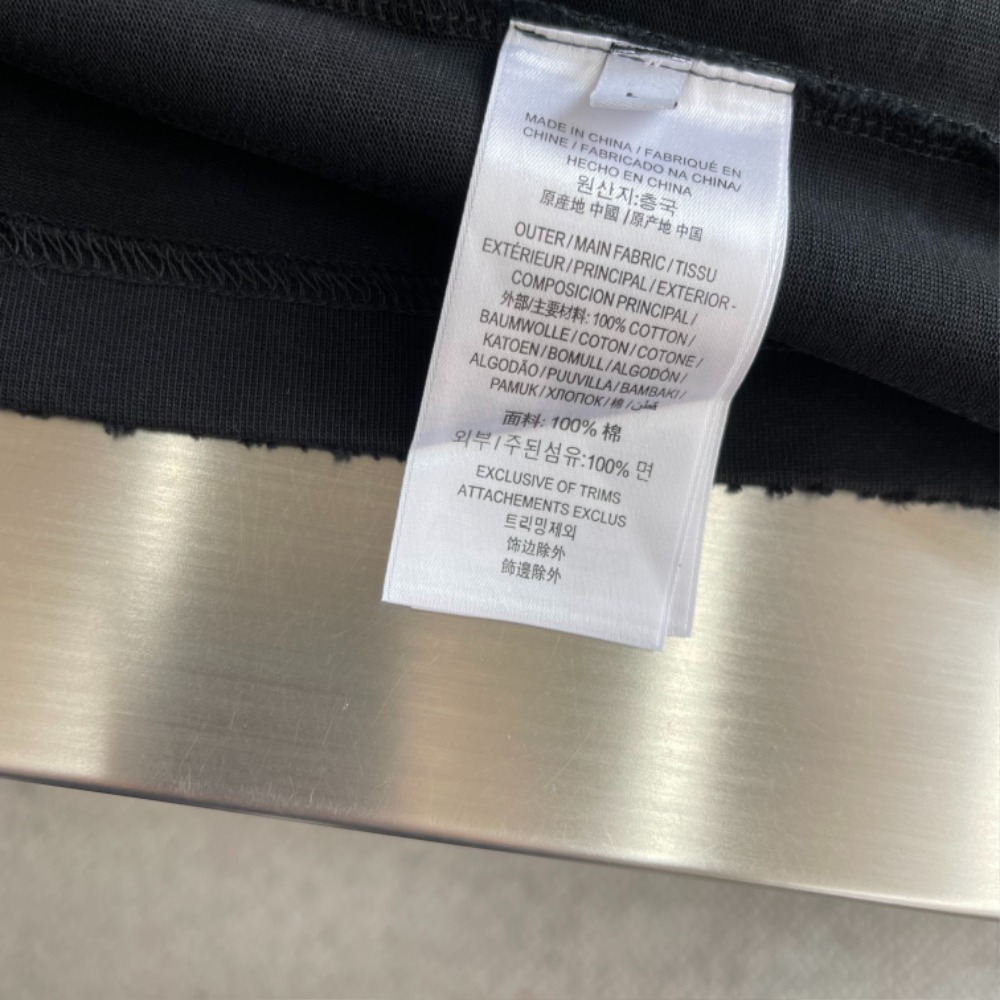 MADE IN CHINA / FABRIQUÉ EN
CHINE / FABRICADO NA CHINA/
HECHO EN CHINA
원산지:층국
原産地 中國 / 原产地 中国
OUTER / MAIN FABRIC / TISSU
EXTÉRIEUR / PRINCIPAL / EXTERIOR -
COMPOSICION PRINCIPAL /
外部/主要材料: 100% COTTON /
BAUMWOLLE / COTON / COTONE /
KATOEN / BOMULL / ALGODÓN /
ALGODÃO / PUUVILLA / BAMBAKI /
PAMUK / ХЛОПОК / 棉 / قطن
面料: 100% 棉
외부 / 주된섬유:100% 면
EXCLUSIVE OF TRIMS
ATTACHEMENTS EXCLUS
트리밍제외
饰边除外
飾邊除外